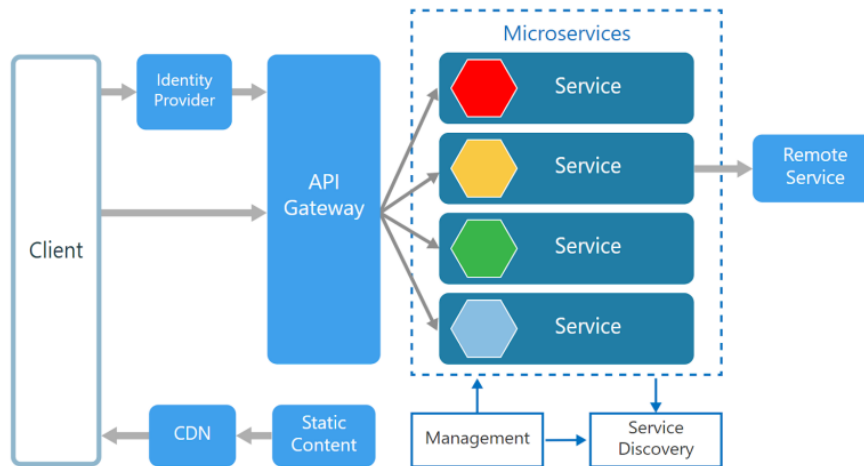 Microservices
Client
Identity
Provider
API
Gateway
Service
Service
Service
Service
Remote
Service
CDN
Static
Content
Management
Service
Discovery